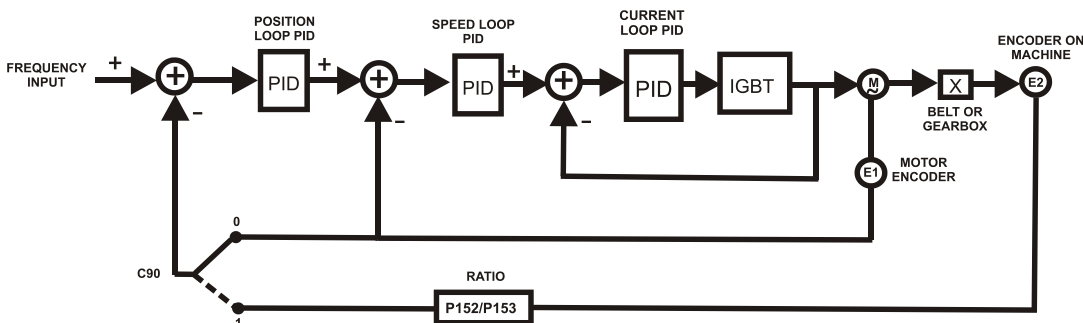 FREQUENCY
INPUT
+
+
−
POSITION
LOOP PID
PID
+
+
−
SPEED LOOP
PID
PID
+
+
−
CURRENT
LOOP PID
PID
IGBT
M
~
X
BELT OR
GEARBOX
ENCODER ON
MACHINE
E2
E1
MOTOR
ENCODER
0
C90
1
RATIO
P152/P153